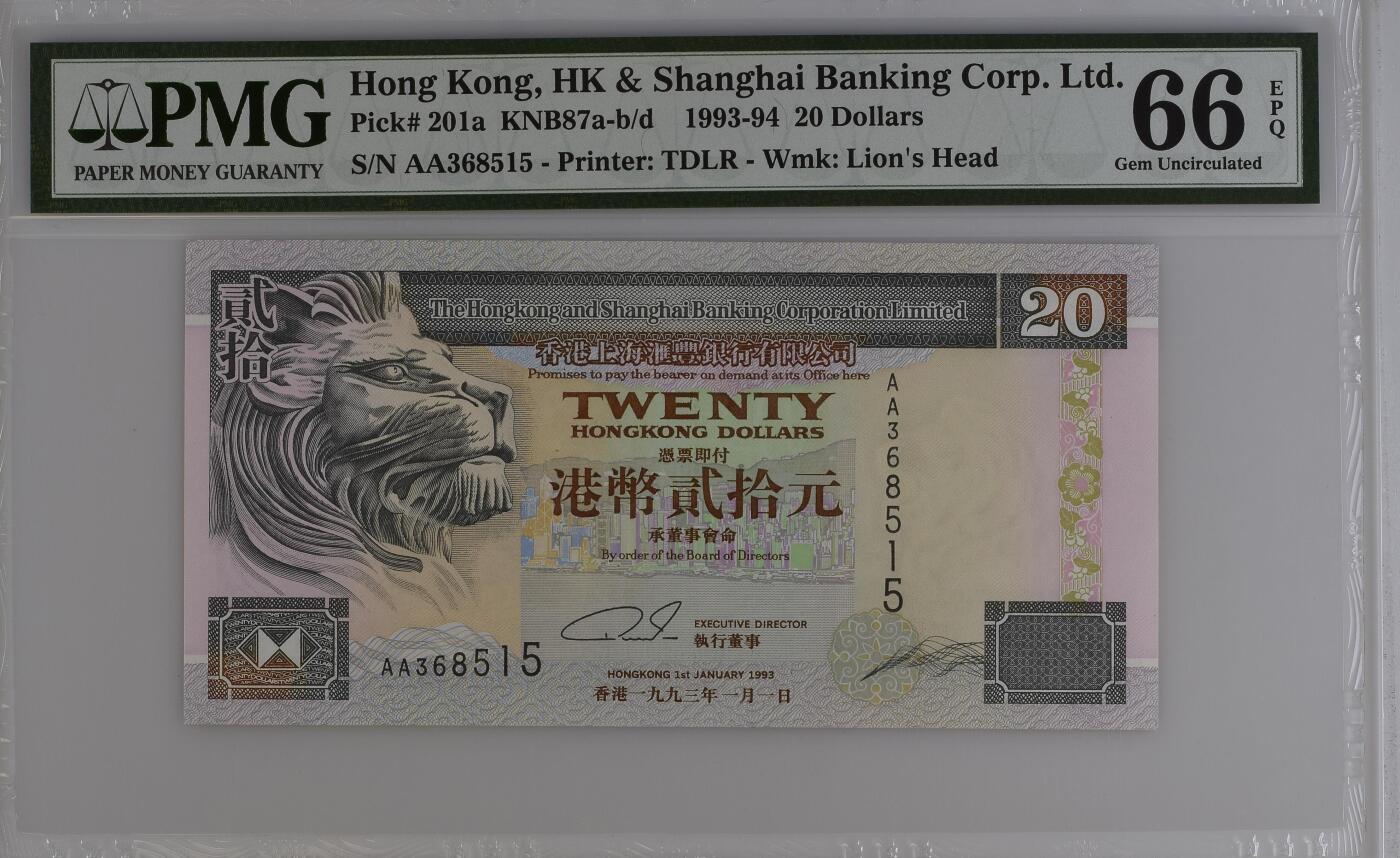 PMG
PAPER MONEY GUARANTY
Hong Kong, HK & Shanghai Banking Corp. Ltd.
Pick# 201a KNB87a-b/d 1993-94 20 Dollars
S/N AA368515 - Printer: TDLR - Wmk: Lion's Head
66
EPQ
Gem Uncirculated
貳拾
The Hongkong and Shanghai Banking Corporation Limited
20
香港上海滙豐銀行有限公司
Promises to pay the bearer on demand at its Office here
TWENTY
HONGKONG DOLLARS
憑票即付
港幣貳拾元
承董事會命
By order of the Board of Directors
AA368515
EXECUTIVE DIRECTOR
執行董事
AA368515
HONGKONG 1st JANUARY 1993
香港一九九三年一月一日